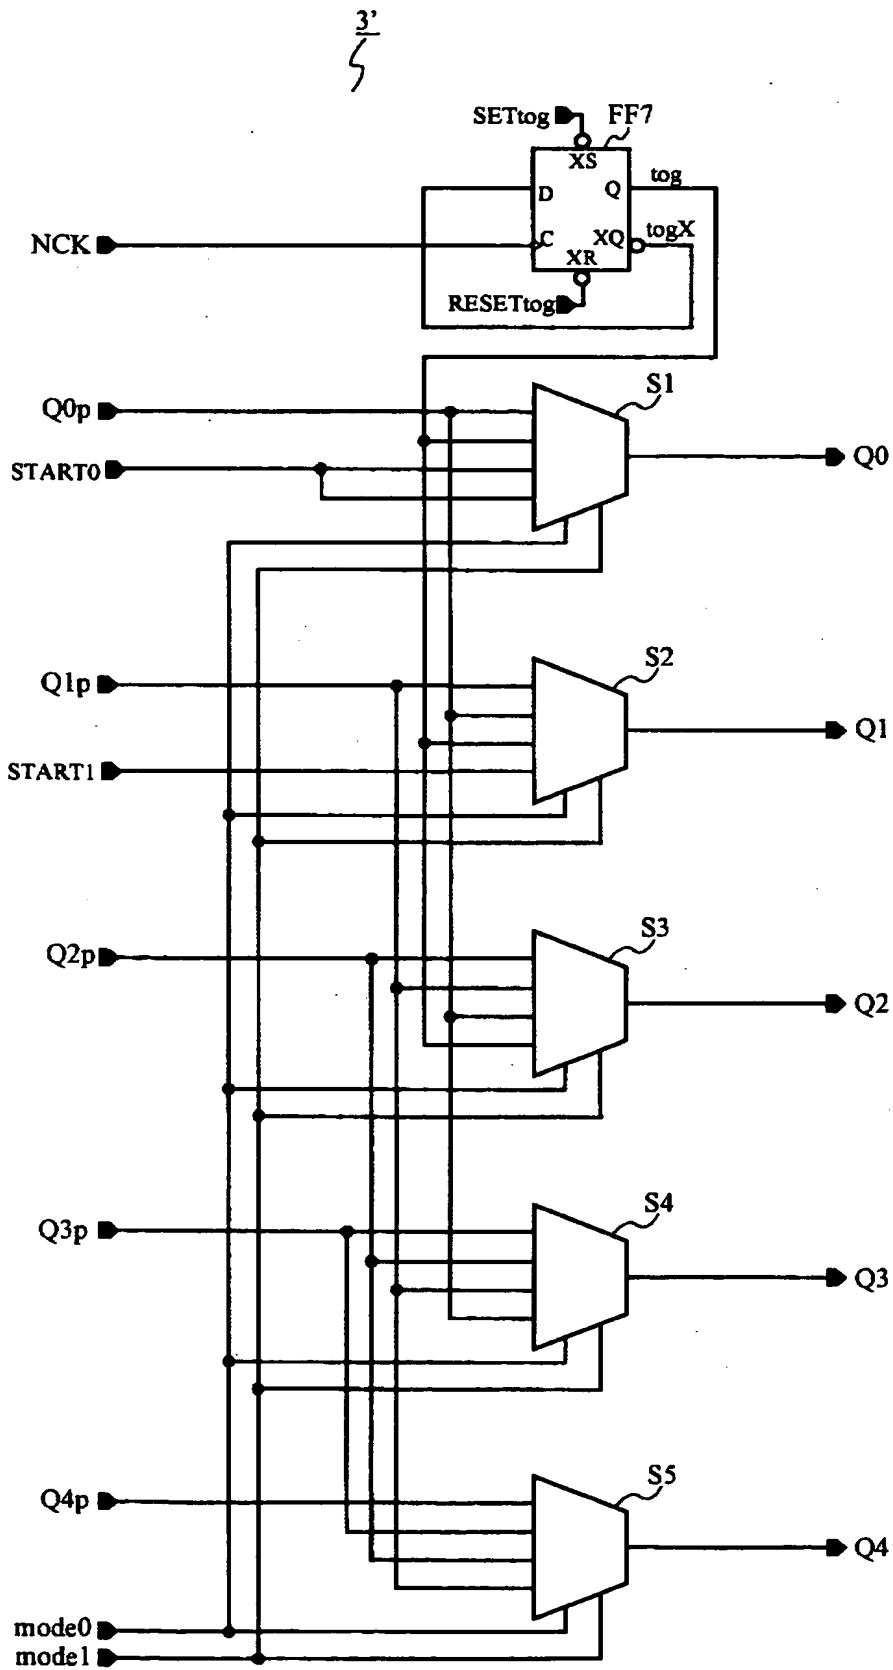 3'
SETtog
FF7
XS
D
Q
tog
NCK
C
XQ
togX
XR
RESETtog
S1
Q0p
Q0
START0
S2
Q1p
Q1
START1
S3
Q2p
Q2
S4
Q3p
Q3
S5
Q4p
Q4
mode0
mode1